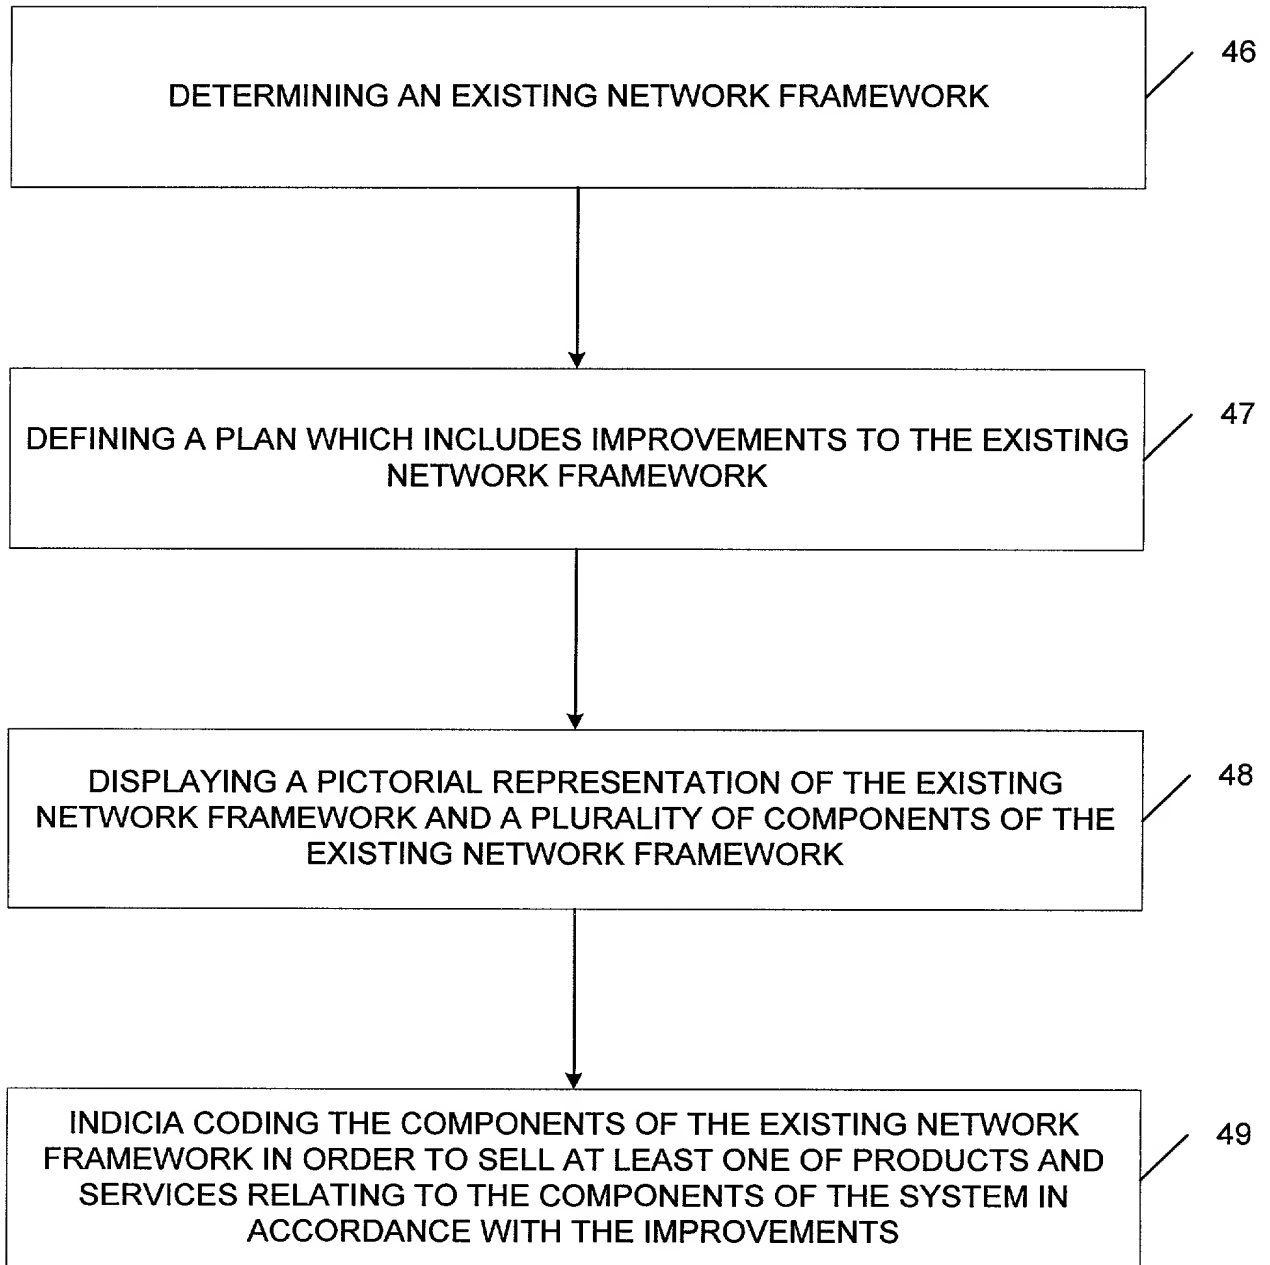 DETERMINING AN EXISTING NETWORK FRAMEWORK
46
DEFINING A PLAN WHICH INCLUDES IMPROVEMENTS TO THE EXISTING
NETWORK FRAMEWORK
47
DISPLAYING A PICTORIAL REPRESENTATION OF THE EXISTING
NETWORK FRAMEWORK AND A PLURALITY OF COMPONENTS OF THE
EXISTING NETWORK FRAMEWORK
48
INDICIA CODING THE COMPONENTS OF THE EXISTING NETWORK
FRAMEWORK IN ORDER TO SELL AT LEAST ONE OF PRODUCTS AND
SERVICES RELATING TO THE COMPONENTS OF THE SYSTEM IN
ACCORDANCE WITH THE IMPROVEMENTS
49